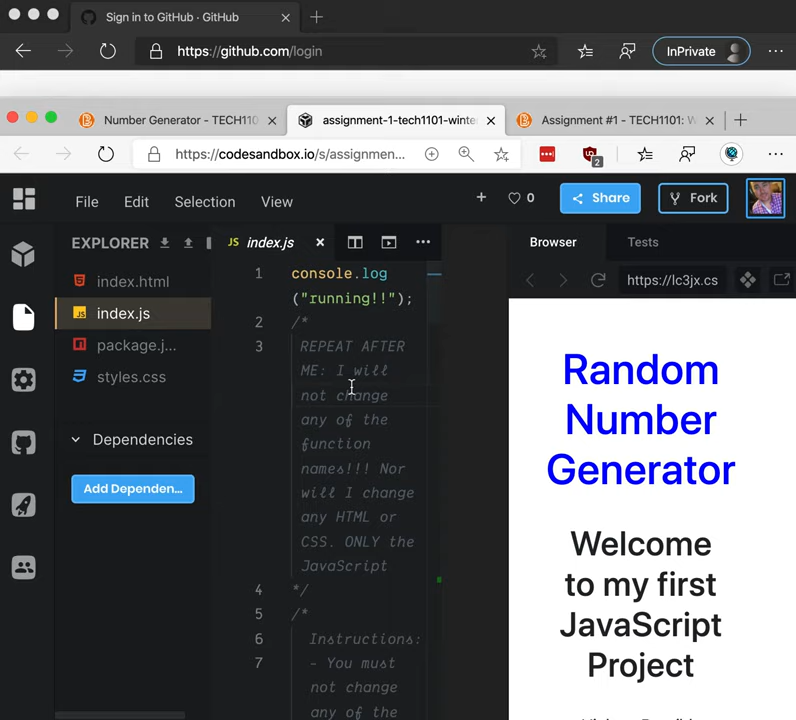 Sign in to GitHub · GitHub
https://github.com/login
InPrivate
Number Generator - TECH110
assignment-1-tech1101-winter
Assignment #1 - TECH1101: W
https://codesandbox.io/s/assignmen...
2
File Edit Selection View
0
Share
Fork
EXPLORER
JS index.js
Browser
Tests
index.html
https://lc3jx.cs
JS index.js
package.j...
styles.css
Dependencies
Add Depende​n...
1 console.log
("running!!");
2 /*
3 REPEAT AFTER
ME: I will
not change
any of the
function
names!!! Nor
will I change
any HTML or
CSS. ONLY the
JavaScript
4 */
5 /*
6 Instructions:
7 - You must
not change
any of the
Random
Number
Generator
Welcome
to my first
JavaScript
Project